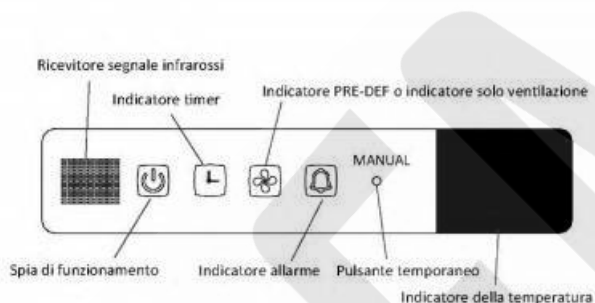 Ricevitore segnale infrarossi
Indicatore timer
Indicatore PRE-DEF o indicatore solo ventilazione
MANUAL
Spia di funzionamento
Indicatore allarme
Pulsante temporaneo
Indicatore della temperatura